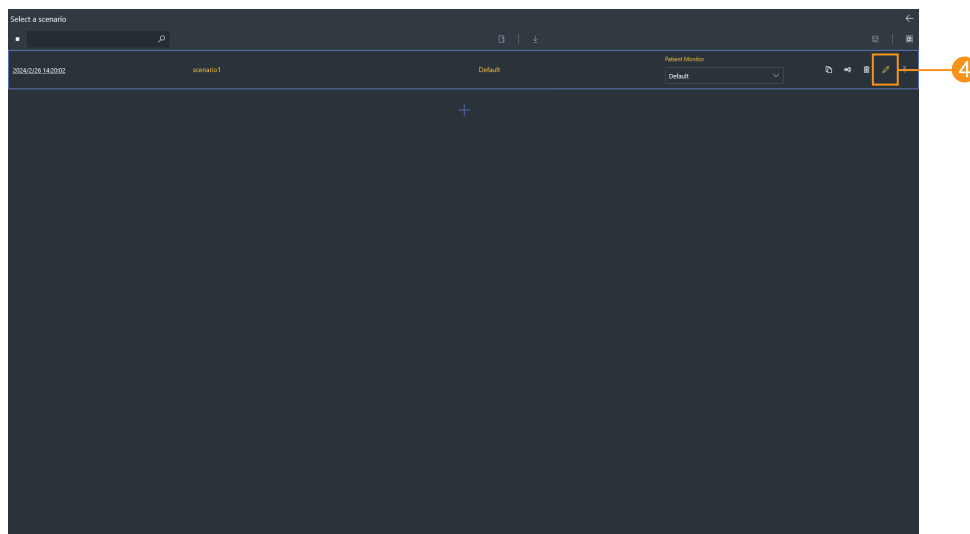 Select a scenario
Patient Monitor
2024/2/26 14:20:02 scenario1 Default Default
4